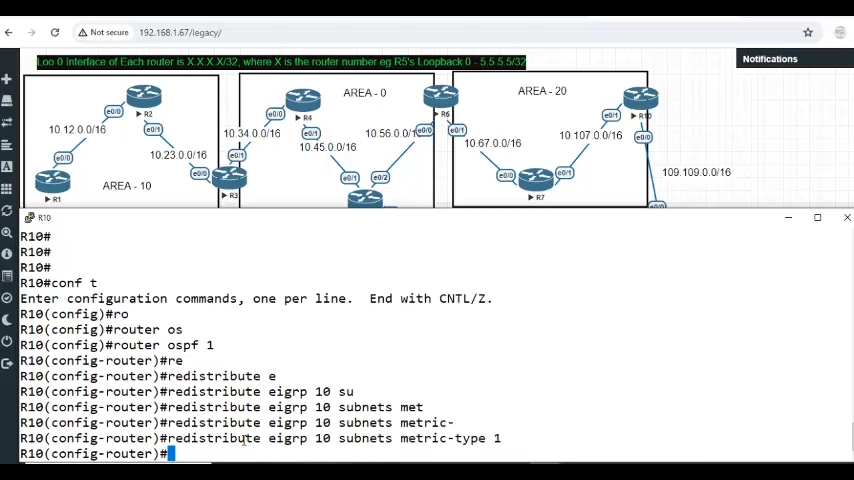 Not secure
192.168.1.67/legacy/
Loo 0 Interface of Each router is X.X.X.X/32, where X is the router number eg R5's Loopback 0 - 5.5.5.5/32
Notifications
AREA - 0
AREA - 20
R2
R4
R6
R10
e0/0
e0/1
e0/0
e0/1
e0/0
e0/1
e0/1
e0/0
10.12.0.0/16
10.34.0.0/16
10.56.0.0/1
10.107.0.0/16
10.23.0.0/16
10.45.0.0/16
10.67.0.0/16
109.109.0.0/16
e0/0
e0/1
e0/0
e0/1
e0/2
e0/0
e0/1
AREA - 10
R1
R3
R7
R10
R10#
R10#
R10#
R10#conf t
Enter configuration commands, one per line.  End with CNTL/Z.
R10(config)#ro
R10(config)#router os
R10(config)#router ospf 1
R10(config-router)#re
R10(config-router)#redistribute e
R10(config-router)#redistribute eigrp 10 su
R10(config-router)#redistribute eigrp 10 subnets met
R10(config-router)#redistribute eigrp 10 subnets metric-
R10(config-router)#redistribute eigrp 10 subnets metric-type 1
R10(config-router)#